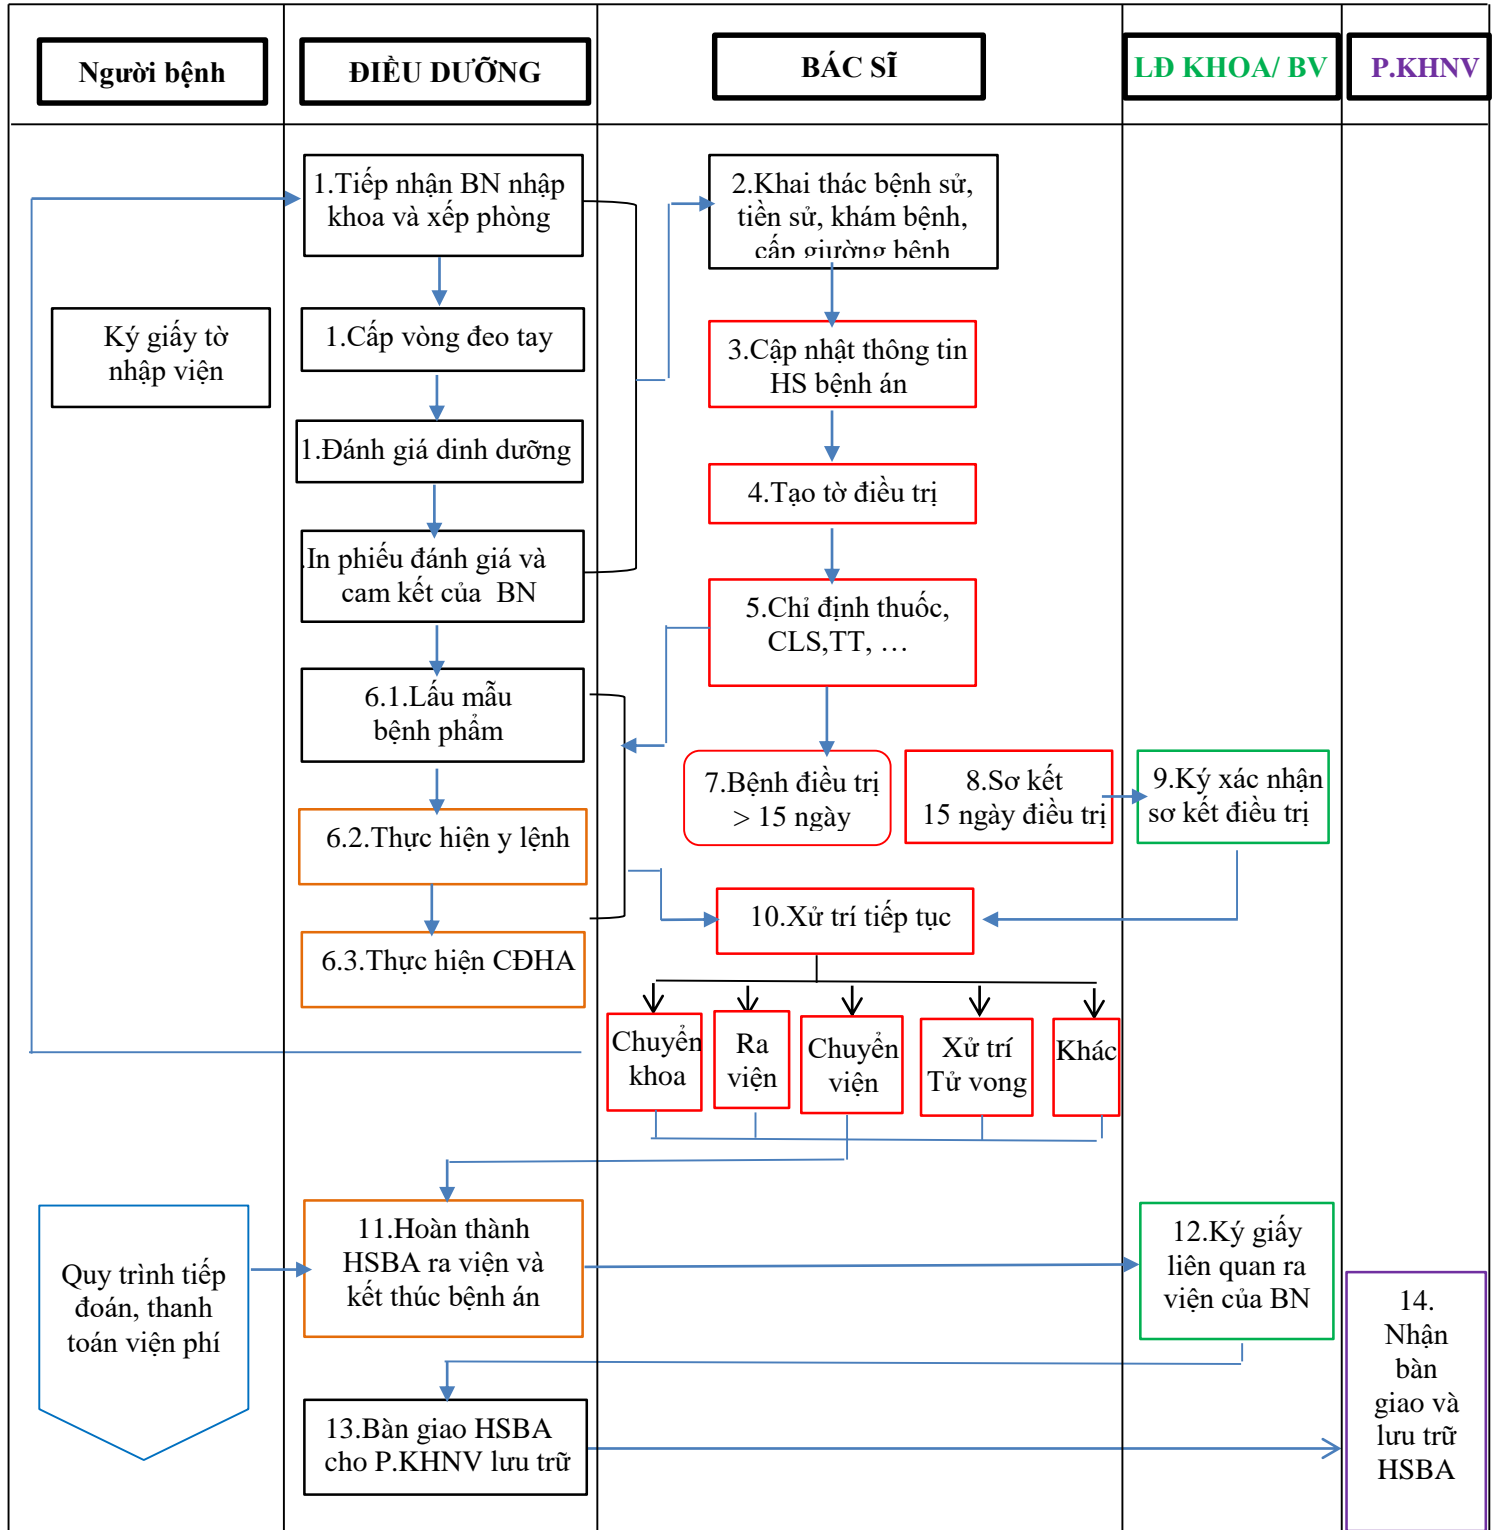 Người bệnh
ĐIỀU DƯỠNG
BÁC SĨ
LĐ KHOA/ BV
P.KHNV
1.Tiếp nhận BN nhập
khoa và xếp phòng
2.Khai thác bệnh sử,
tiền sử, khám bệnh,
cấp giường bệnh
Ký giấy tờ
nhập viện
1.Cấp vòng đeo tay
3.Cập nhật thông tin
HS bệnh án
1.Đánh giá dinh dưỡng
4.Tạo tờ điều trị
.In phiếu đánh giá và
cam kết của BN
5.Chỉ định thuốc,
CLS,TT, …
6.1.Lấu mẫu
bệnh phẩm
7.Bệnh điều trị
> 15 ngày
8.Sơ kết
15 ngày điều trị
9.Ký xác nhận
sơ kết điều trị
6.2.Thực hiện y lệnh
10.Xử trí tiếp tục
6.3.Thực hiện CĐHA
Chuyển
khoa
Ra
viện
Chuyển
viện
Xử trí
Tử vong
Khác
Quy trình tiếp
đoán, thanh
toán viện phí
11.Hoàn thành
HSBA ra viện và
kết thúc bệnh án
12.Ký giấy
liên quan ra
viện của BN
13.Bàn giao HSBA
cho P.KHNV lưu trữ
14.
Nhận
bàn
giao và
lưu trữ
HSBA